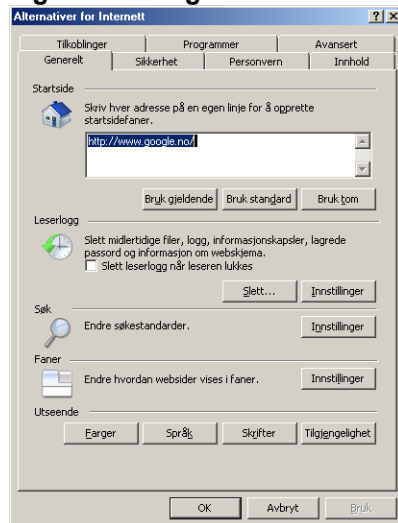 Alternativer for Internett
Tilkoblinger Programmer Avansert
Generelt Sikkerhet Personvern Innhold
Startside
Skriv hver adresse på en egen linje for å opprette
startsidefaner.
http://www.google.no/
Bruk gjeldende Bruk standard Bruk tom
Leserlogg
Slett midlertidige filer, logg, informasjonskapsler, lagrede
passord og informasjon om webskjema.
Slett leserlogg når leseren lukkes
Slett... Innstillinger
Søk
Endre søkestandarder. Innstillinger
Faner
Endre hvordan websider vises i faner. Innstillinger
Utseende
Farger Språk Skrifter Tilgjengelighet
OK Avbryt Bruk